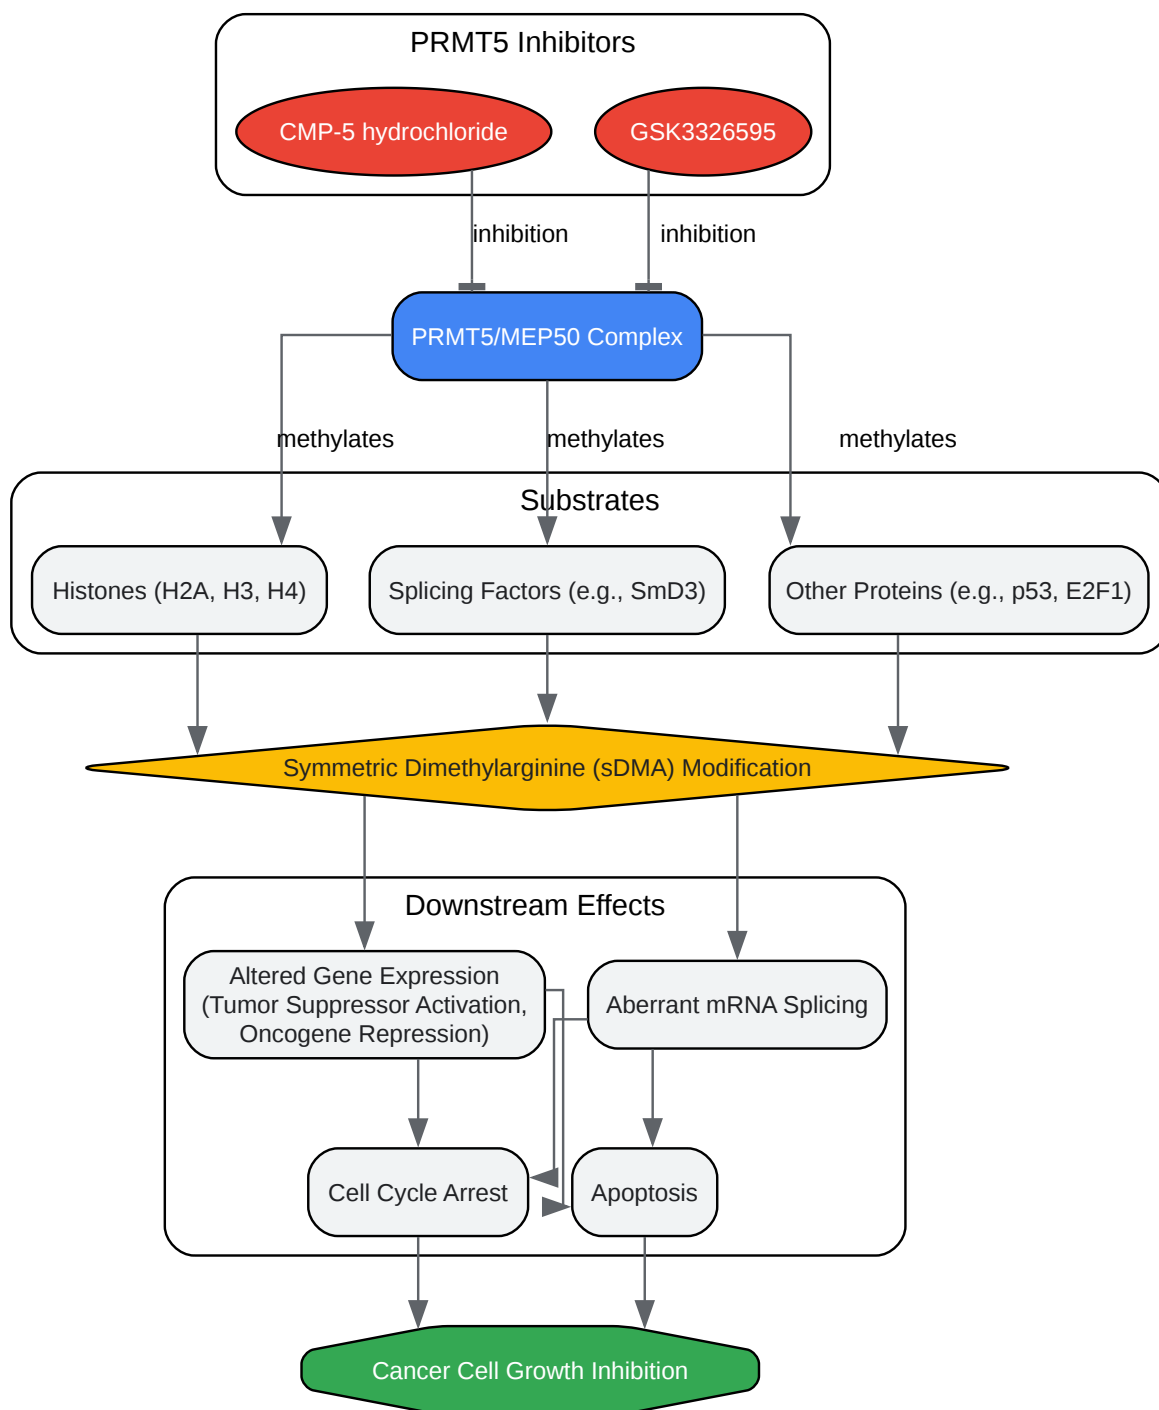 PRMT5 Inhibitors
CMP-5 hydrochloride
GSK3326595
inhibition
inhibition
PRMT5/MEP50 Complex
methylates
methylates
methylates
Substrates
Histones (H2A, H3, H4)
Splicing Factors (e.g., SmD3)
Other Proteins (e.g., p53, E2F1)
Symmetric Dimethylarginine (sDMA) Modification
Downstream Effects
Altered Gene Expression
(Tumor Suppressor Activation,
Oncogene Repression)
Aberrant mRNA Splicing
Cell Cycle Arrest
Apoptosis
Cancer Cell Growth Inhibition